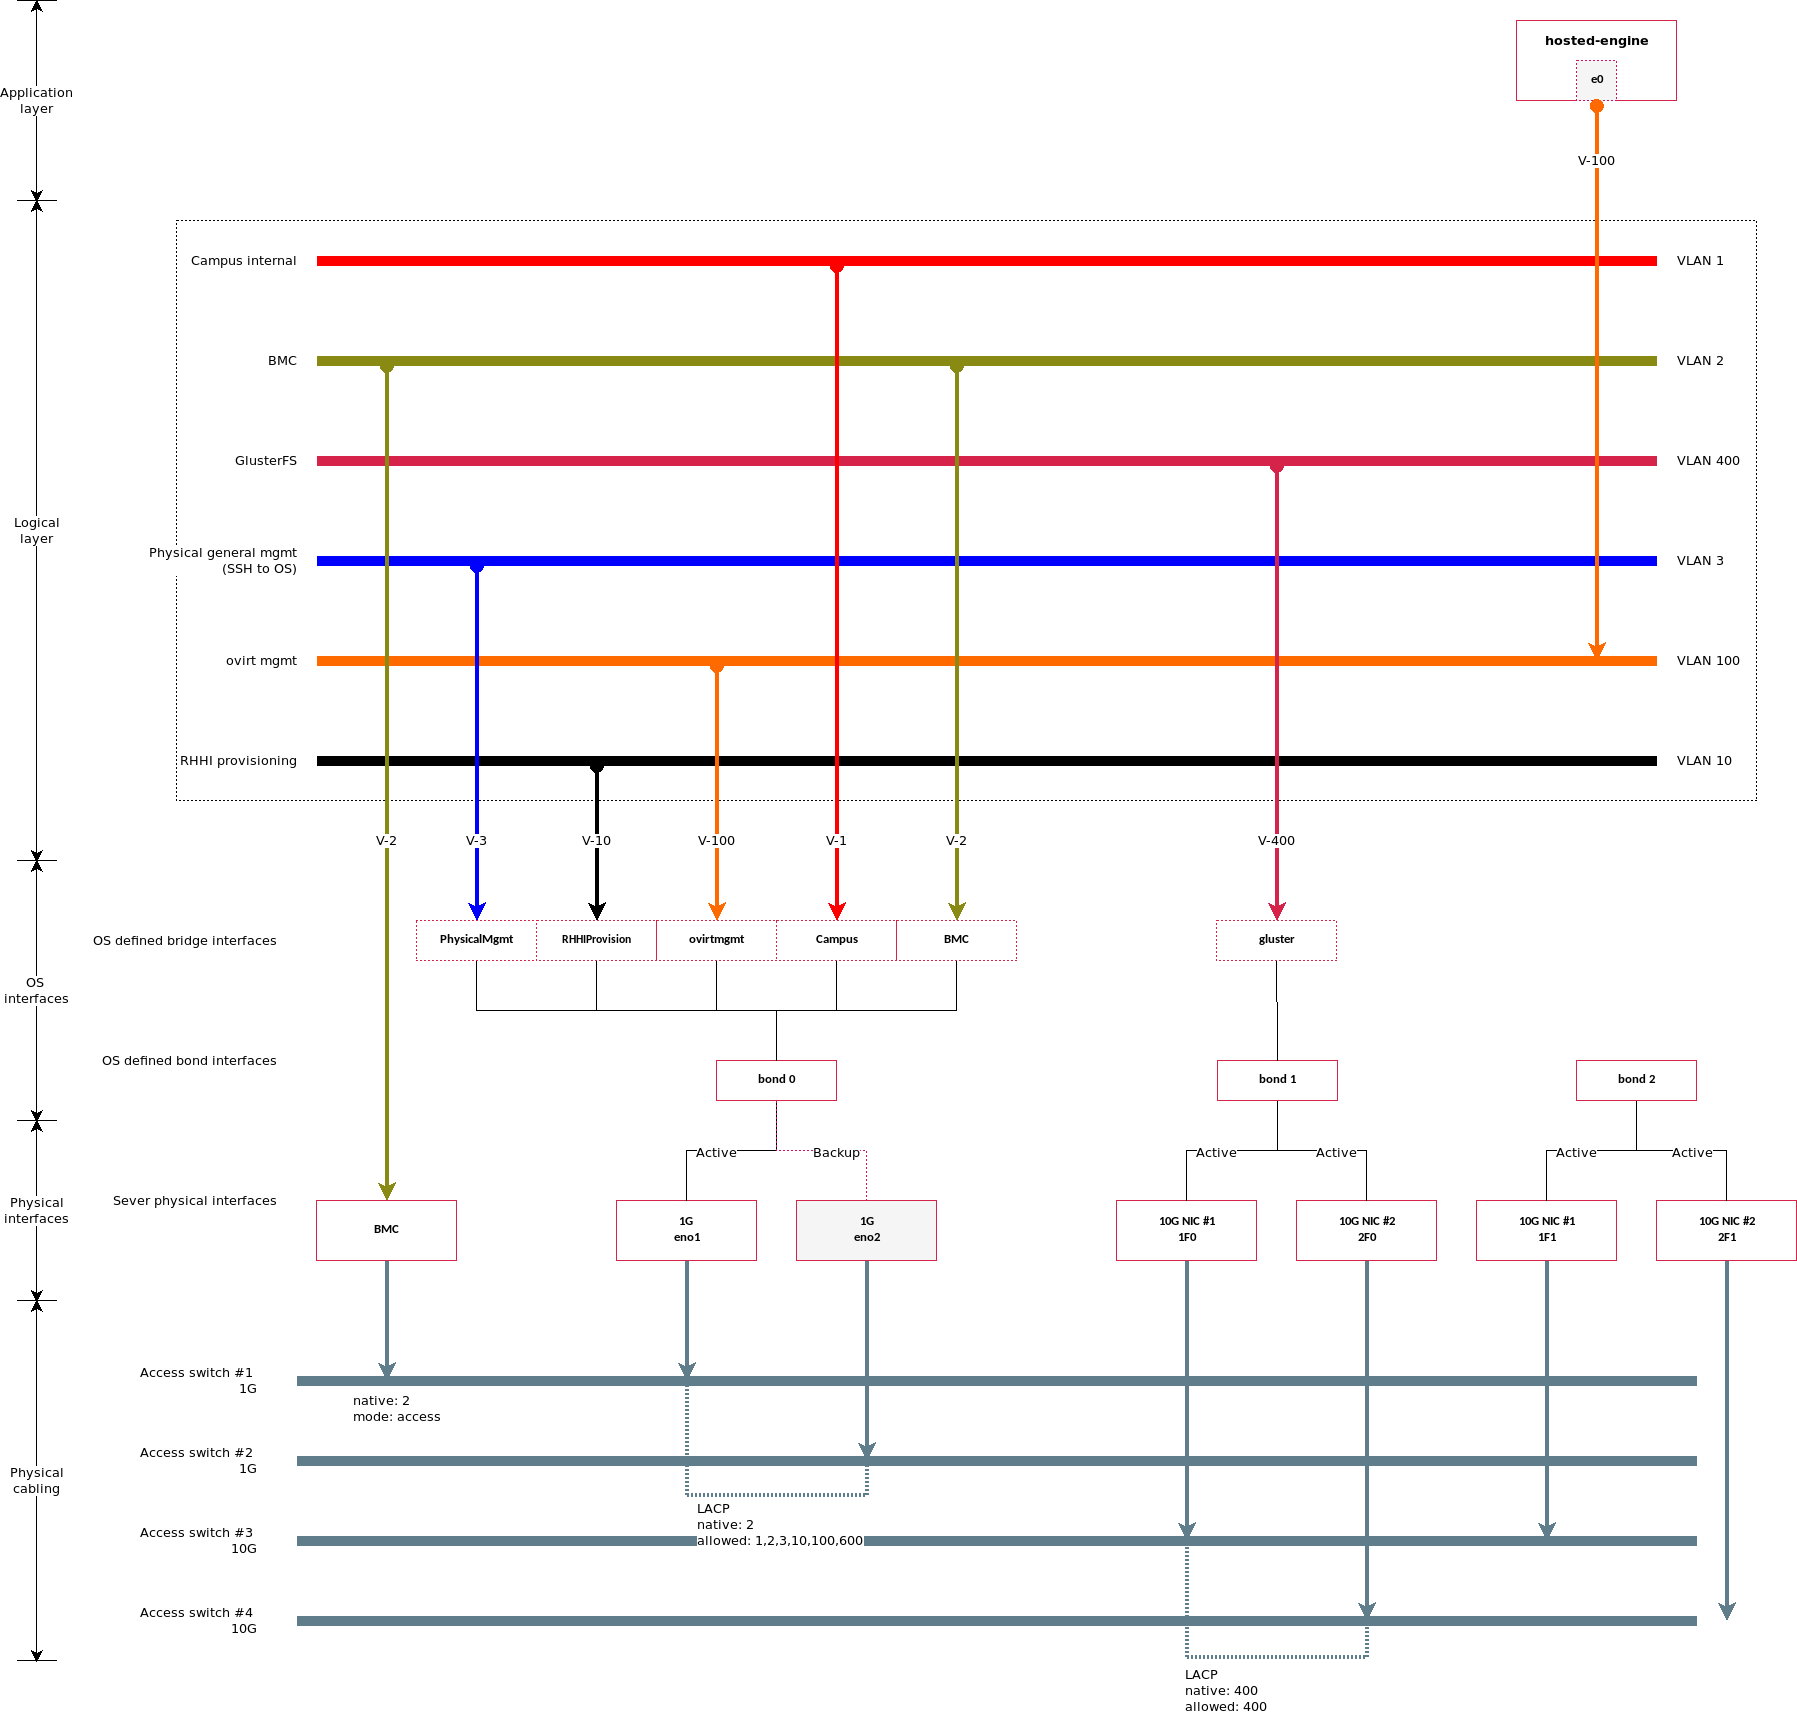 hosted-engine
e0
Application
layer
V-100
Campus internal
VLAN 1
BMC
VLAN 2
GlusterFS
VLAN 400
Logical
layer
Physical general mgmt
(SSH to OS)
VLAN 3
ovirt mgmt
VLAN 100
RHHI provisioning
VLAN 10
V-2
V-3
V-10
V-100
V-1
V-2
V-400
OS defined bridge interfaces
PhysicalMgmt
RHHIProvision
ovirtmgmt
Campus
BMC
gluster
OS
interfaces
OS defined bond interfaces
bond 0
bond 1
bond 2
Active
Backup
Active
Active
Active
Active
Physical
interfaces
Sever physical interfaces
BMC
1G
eno1
1G
eno2
10G NIC #1
1F0
10G NIC #2
2F0
10G NIC #1
1F1
10G NIC #2
2F1
Access switch #1
1G
native: 2
mode: access
Access switch #2
1G
Physical
cabling
LACP
native: 2
allowed: 1,2,3,10,100,600
Access switch #3
10G
Access switch #4
10G
LACP
native: 400
allowed: 400